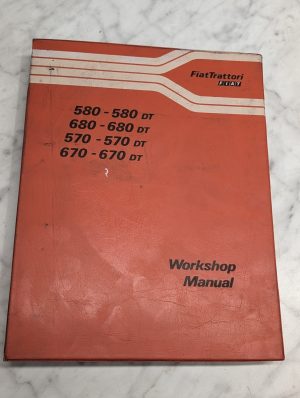 FiatTrattori
FIAT
580 - 580 DT
680 - 680 DT
570 - 570 DT
670 - 670 DT
Workshop
Manual